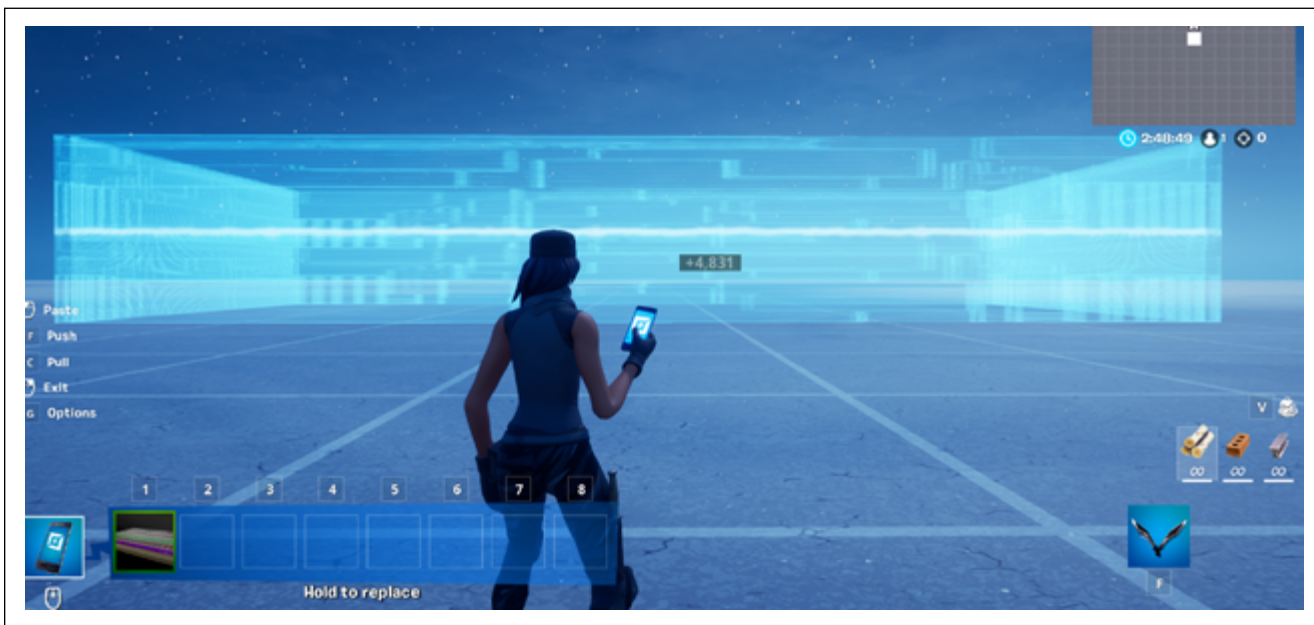 2:48:49 1 0
+4.831
Paste
F Push
C Pull
Exit
G Options
V
∞ ∞ ∞
1 2 3 4 5 6 7 8
Hold to replace
F